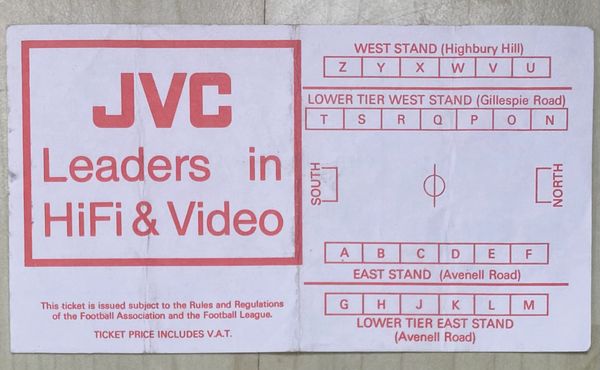 JVC
Leaders in
HiFi & Video
This ticket is issued subject to the Rules and Regulations
of the Football Association and the Football League.
TICKET PRICE INCLUDES V.A.T.
WEST STAND (Highbury Hill)
Z Y X W V U
LOWER TIER WEST STAND (Gillespie Road)
T S R Q P O N
SOUTH
NORTH
A B C D E F
EAST STAND (Avenell Road)
G H J K L M
LOWER TIER EAST STAND
(Avenell Road)